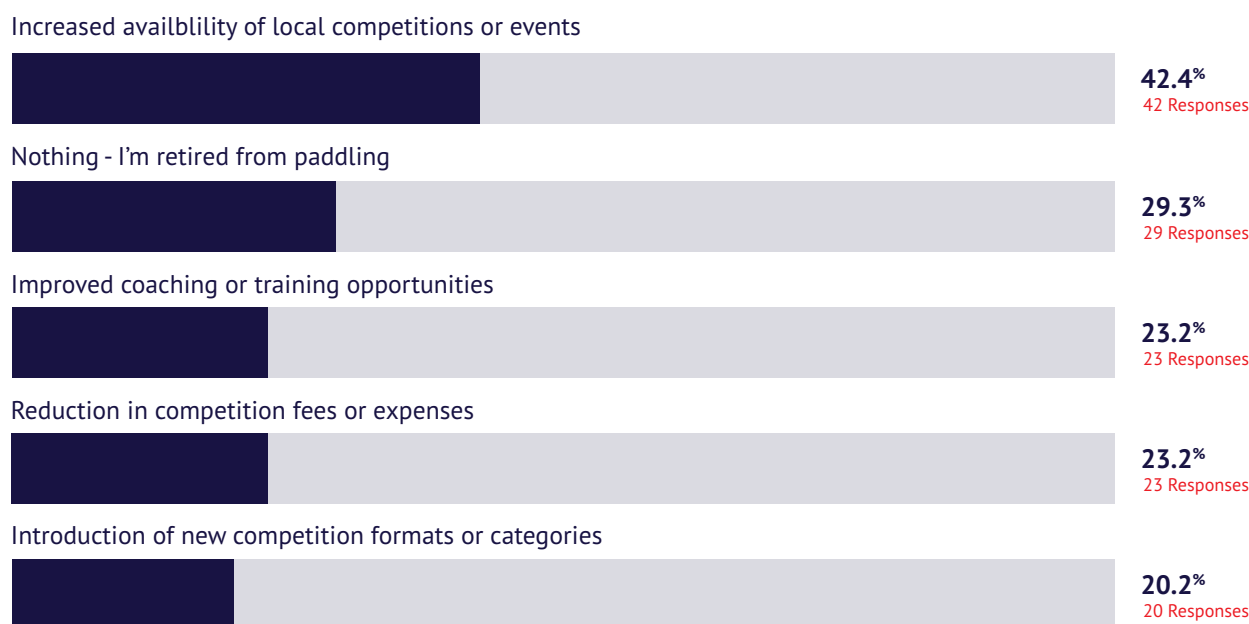 Increased availblility of local competitions or events
42.4%
42 Responses
Nothing - I'm retired from paddling
29.3%
29 Responses
Improved coaching or training opportunities
23.2%
23 Responses
Reduction in competition fees or expenses
23.2%
23 Responses
Introduction of new competition formats or categories
20.2%
20 Responses